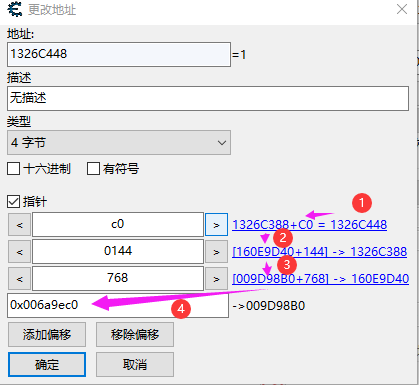 更改地址
地址:
1326C448 =1
描述
无描述
类型
4 字节
十六进制 有符号
指针
1
< c0 > 1326C388+C0 = 1326C448
2
< 0144 > [160E9D40+144] -> 1326C388
3
< 768 > [009D98B0+768] -> 160E9D40
0x006a9ec0 4 ->009D98B0
添加偏移 移除偏移
确定 取消